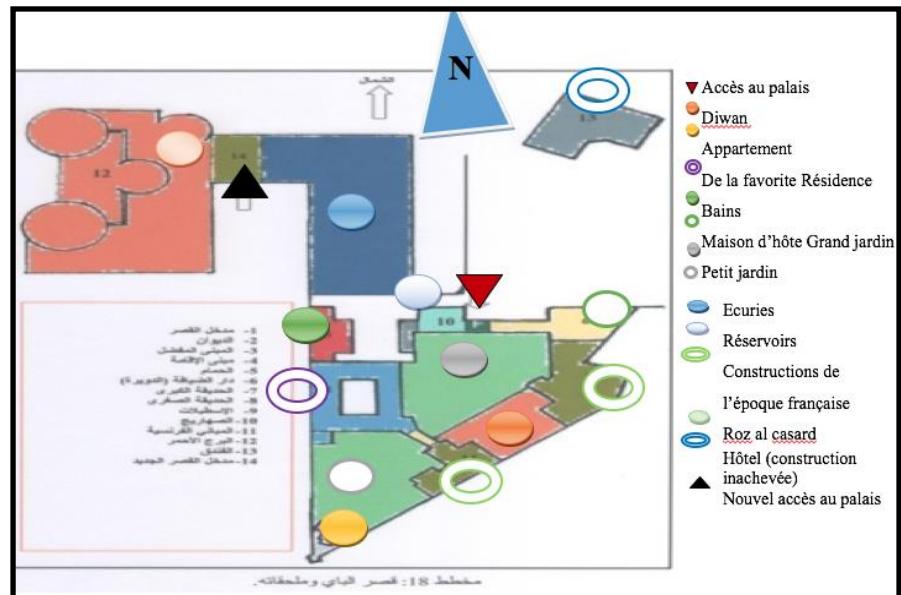 N
الشمال
13
12
14
10
Accès au palais
Diwan
Appartement
De la favorite Résidence
Bains
Maison d'hôte Grand jardin
Petit jardin
Ecuries
Réservoirs
Constructions de
l'époque française
Roz al casard
Hôtel (construction
inachevée)
Nouvel accès au palais
1- مدخل القصر
2- الديوان
3- المبنى المفضل
4- مبنى الإقامة
5- الحمام
6- دار الضيافة (الدويرة)
7- الحديقة الكبرى
8- الحديقة الصغرى
9- الإسطبلات
10- الصهاريج
11- المباني الفرنسية
12- البرج الأحمر
13- الفندق
14- مدخل القصر الجديد
مخطط 18: قصر الباي وملحقاته.